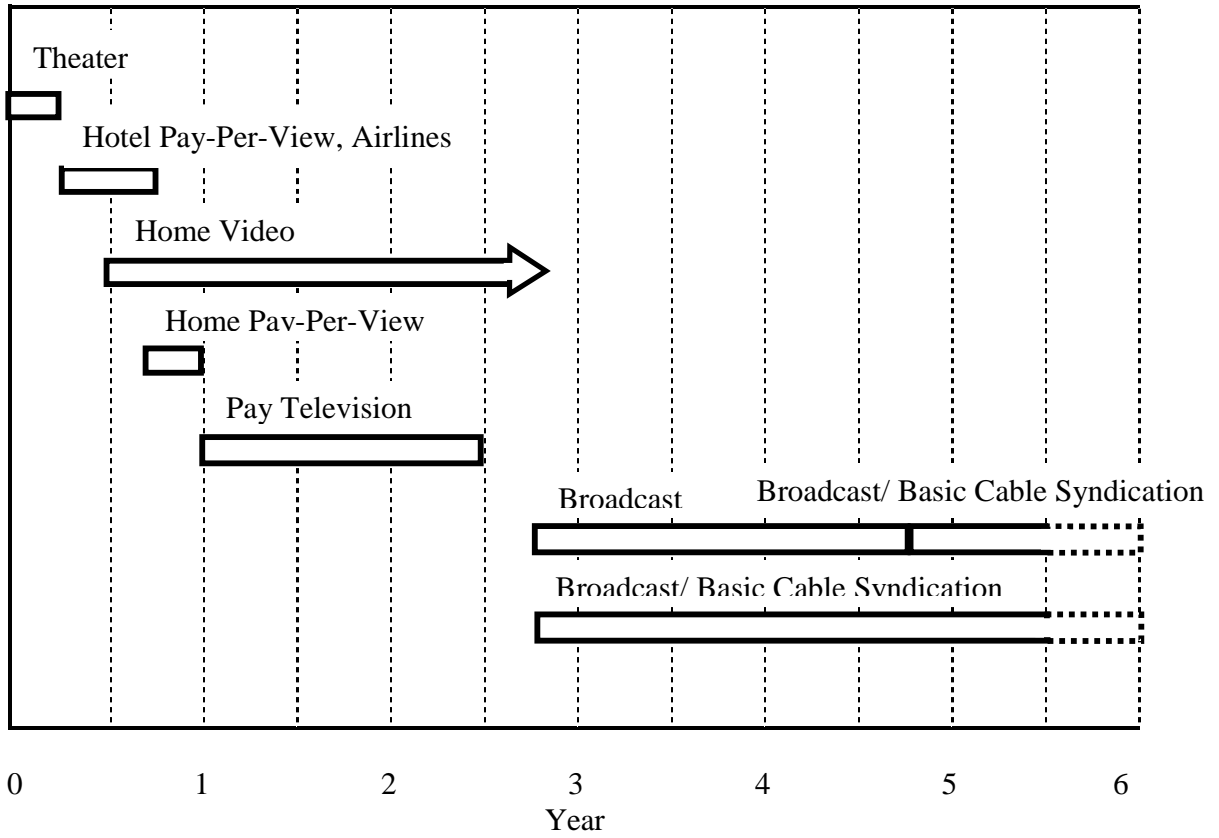 Theater
Hotel Pay-Per-View, Airlines
Home Video
Home Pay-Per-View
Pay Television
Broadcast
Broadcast/ Basic Cable Syndication
Broadcast/ Basic Cable Syndication
0 1 2 3 4 5 6
Year